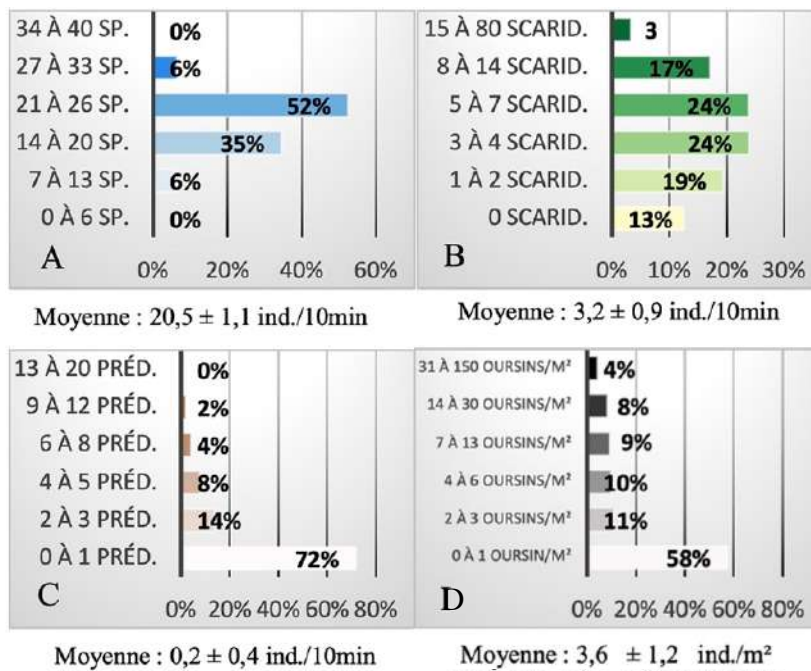 34 À 40 SP. 0%
27 À 33 SP. 6%
21 À 26 SP. 52%
14 À 20 SP. 35%
7 À 13 SP. 6%
0 À 6 SP. 0%
A
0% 20% 40% 60%
Moyenne : 20,5 ± 1,1 ind./10min
15 À 80 SCARID. 3
8 À 14 SCARID. 17%
5 À 7 SCARID. 24%
3 À 4 SCARID. 24%
1 À 2 SCARID. 19%
0 SCARID. 13%
B
0% 10% 20% 30%
Moyenne : 3,2 ± 0,9 ind./10min
13 À 20 PRÉD. 0%
9 À 12 PRÉD. 2%
6 À 8 PRÉD. 4%
4 À 5 PRÉD. 8%
2 À 3 PRÉD. 14%
0 À 1 PRÉD. 72%
C
0% 20% 40% 60% 80%
Moyenne : 0,2 ± 0,4 ind./10min
31 À 150 OURSINS/M² 4%
14 À 30 OURSINS/M² 8%
7 À 13 OURSINS/M² 9%
4 À 6 OURSINS/M² 10%
2 À 3 OURSINS/M² 11%
0 À 1 OURSIN/M² 58%
D
0% 20% 40% 60% 80%
Moyenne : 3,6 ± 1,2 ind./m²